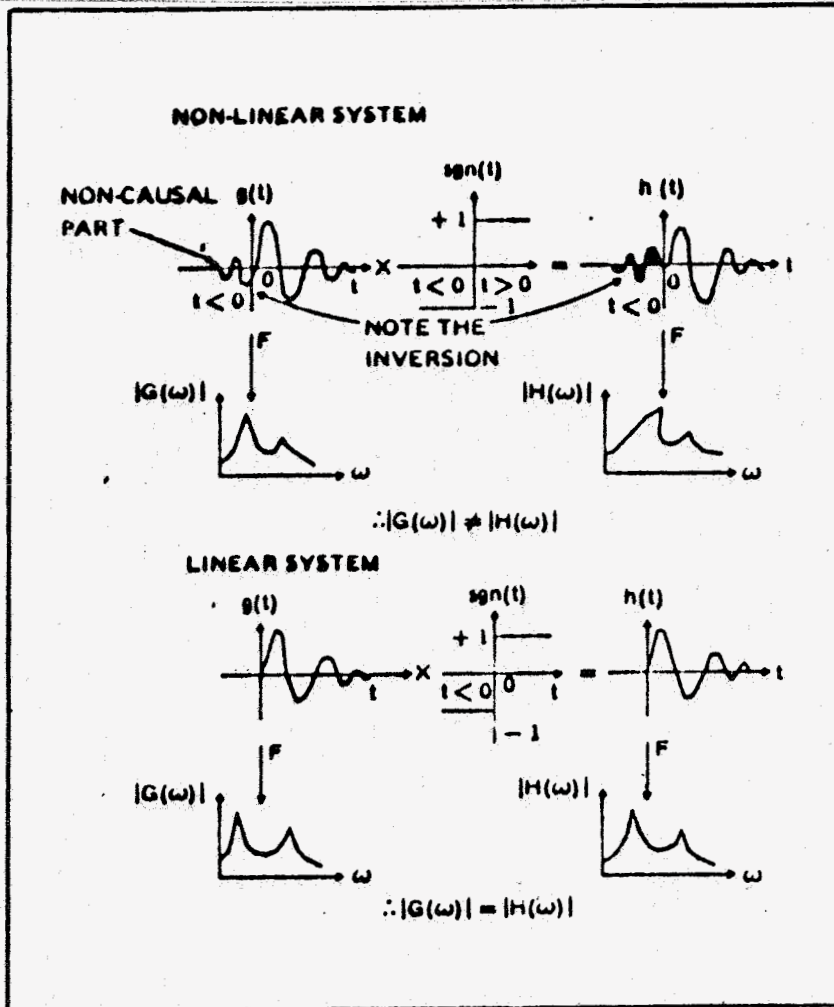 NON-LINEAR SYSTEM
NON-CAUSAL PART
g(t)
sgn(t)
h(t)
+ 1
0
t
×
t < 0
t > 0
=
0
t
t < 0
- 1
t < 0
NOTE THE INVERSION
F
F
|G(ω)|
|H(ω)|
ω
ω
∴|G(ω)| ≠ |H(ω)|
LINEAR SYSTEM
g(t)
sgn(t)
h(t)
+ 1
t
×
t < 0
0
t
=
t
- 1
F
F
|G(ω)|
|H(ω)|
ω
ω
∴|G(ω)| = |H(ω)|